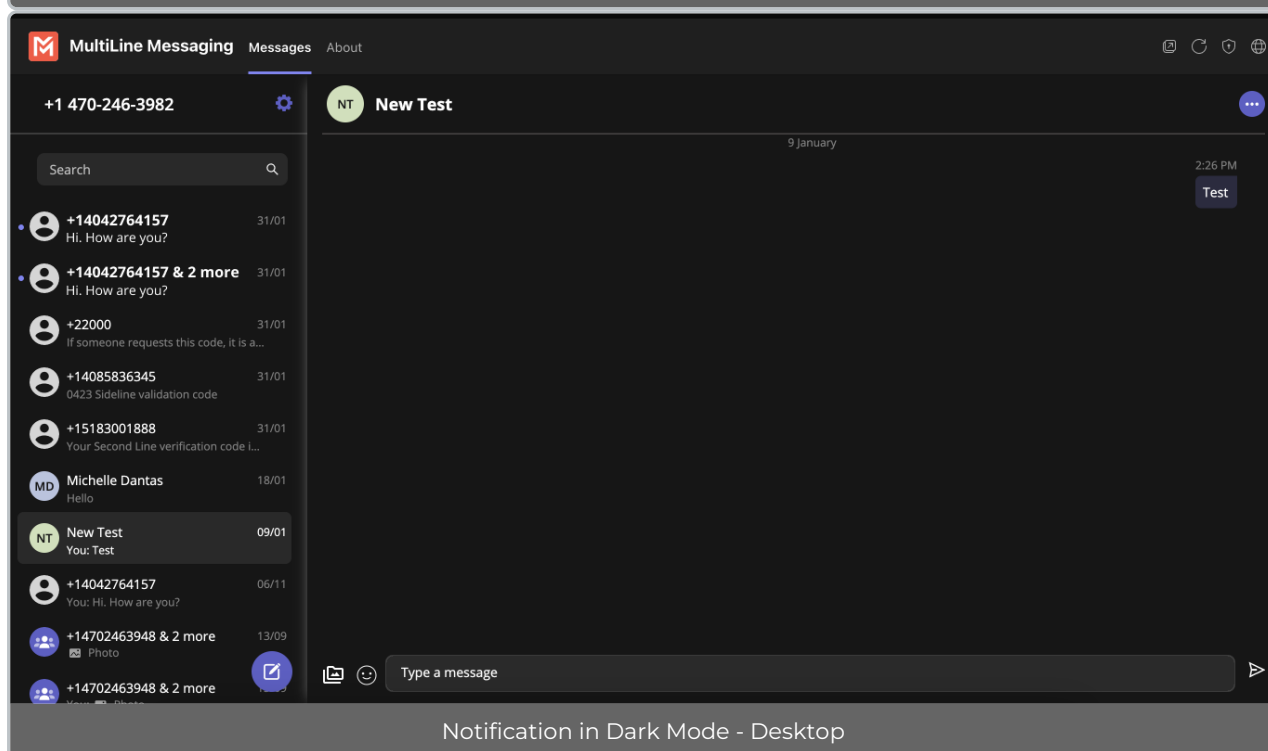 MultiLine Messaging Messages About
+1 470-246-3982
NT New Test
9 January
2:26 PM
Test
Search
+14042764157 31/01
Hi. How are you?
+14042764157 & 2 more 31/01
Hi. How are you?
+22000 31/01
If someone requests this code, it is a...
+14085836345 31/01
0423 Sideline validation code
+15183001888 31/01
Your Second Line verification code i...
MD Michelle Dantas 18/01
Hello
NT New Test 09/01
You: Test
+14042764157 06/11
You: Hi. How are you?
+14702463948 & 2 more 13/09
Photo
+14702463948 & 2 more
Type a message
Notification in Dark Mode - Desktop